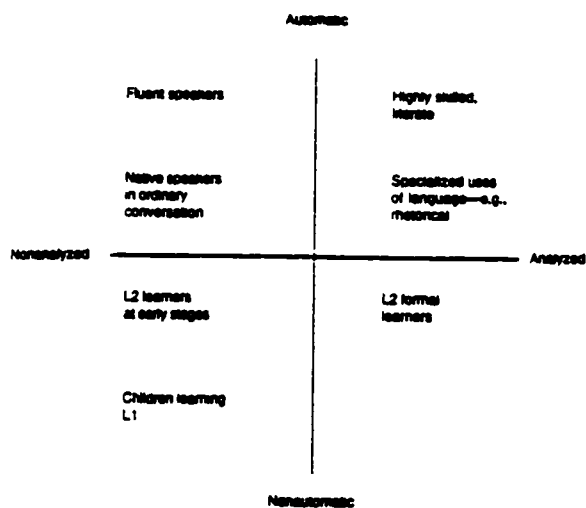 Automatic
Fluent speakers
Highly skilled,
literate
Native speakers
in ordinary
conversation
Specialized uses
of language—e.g.,
rhetorical
Nonanalyzed
Analyzed
L2 learners
at early stages
L2 formal
learners
Children learning
L1
Nonautomatic